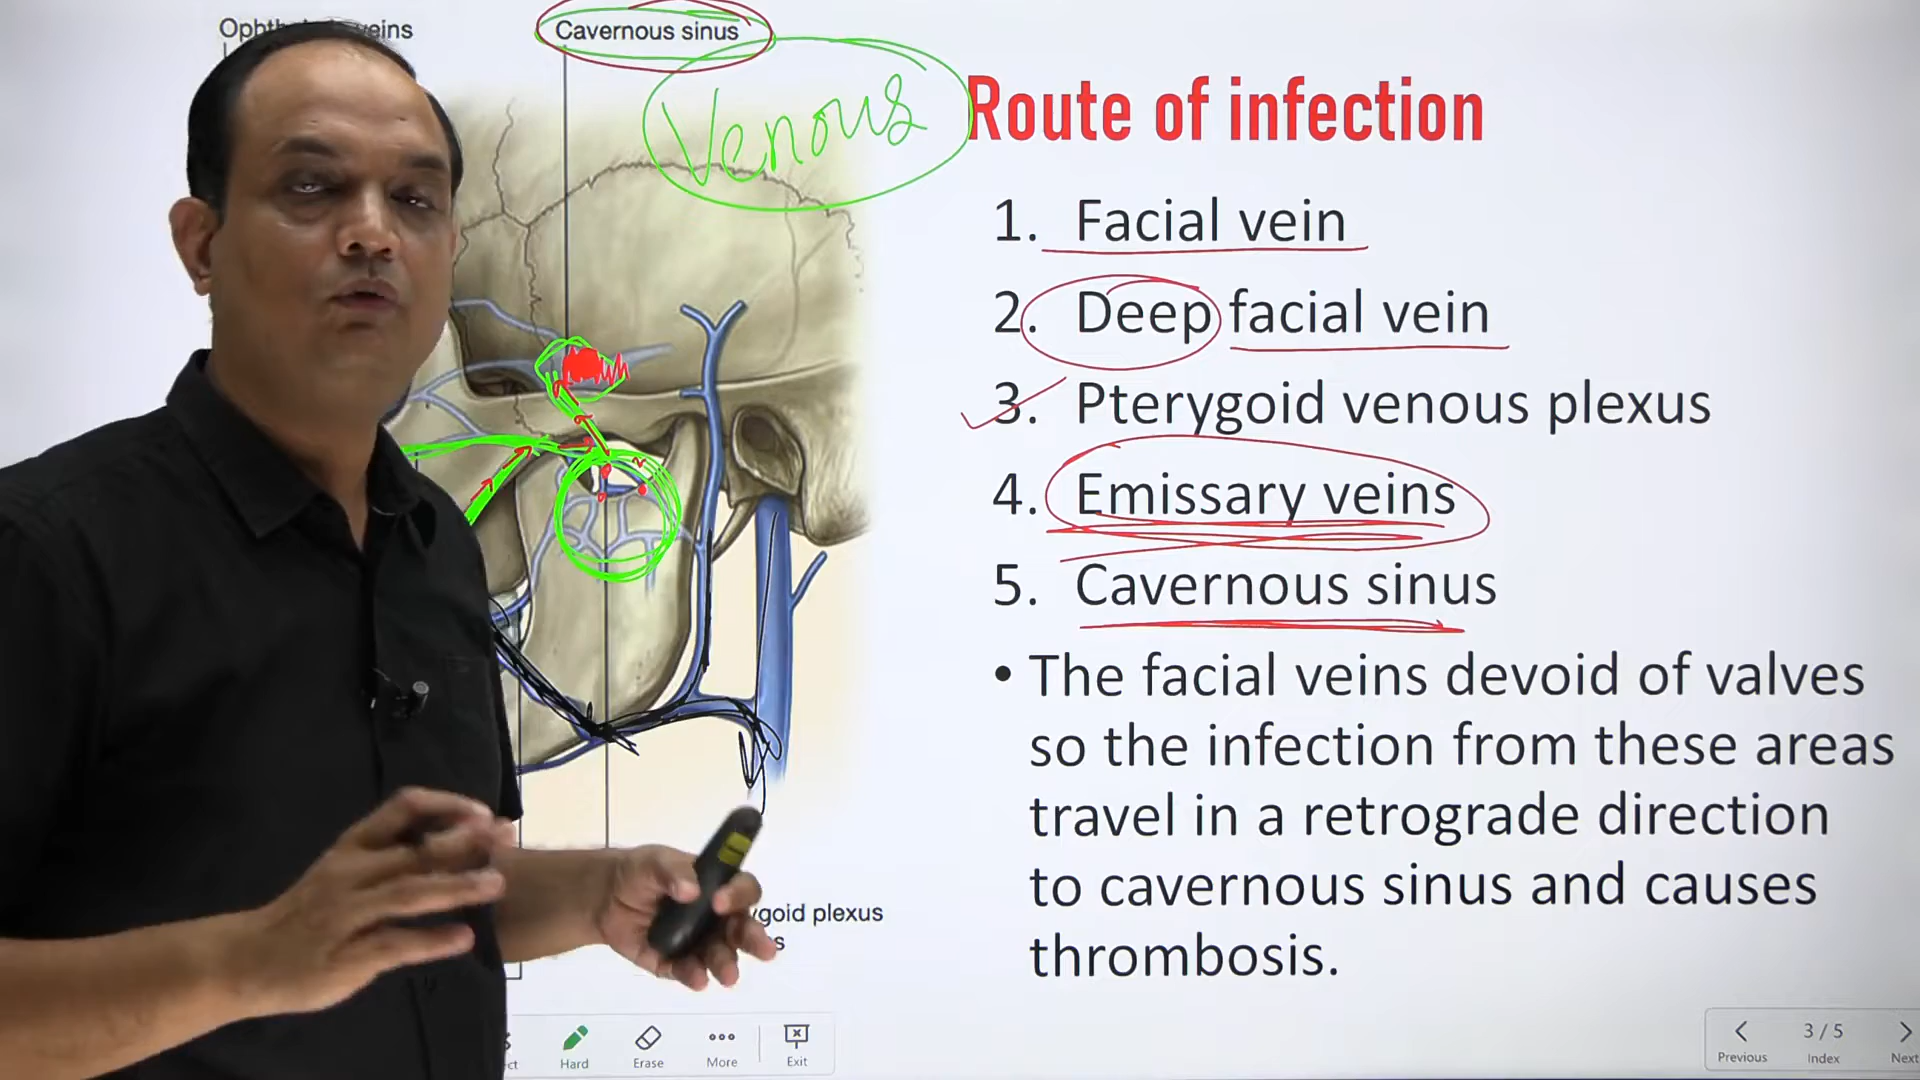 veins
Cavernous sinus
Venous
Route of infection
1. Facial vein
2. Deep facial vein
3. Pterygoid venous plexus
4. Emissary veins
5. Cavernous sinus
• The facial veins devoid of valves
so the infection from these areas
travel in a retrograde direction
to cavernous sinus and causes
thrombosis.
plexus
Hard
Erase
More
Exit
Previous
3 / 5
Index
Next